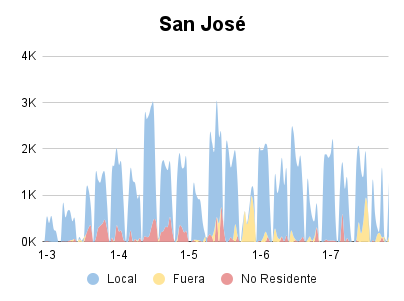 San José
4K
3K
2K
1K
0K
1-3 1-4 1-5 1-6 1-7
Local Fuera No Residente